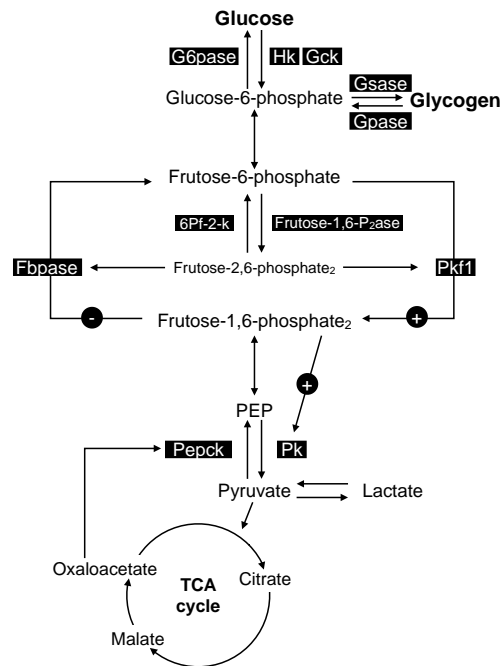 Glucose
G6pase
Hk
Gck
Gsase
Glucose-6-phosphate
Glycogen
Gpase
Frutose-6-phosphate
6Pf-2-k
Frutose-1,6-P₂ase
Fbpase
Frutose-2,6-phosphate₂
Pkf1
-
Frutose-1,6-phosphate₂
+
+
PEP
Pepck
Pk
Pyruvate
Lactate
Oxaloacetate
TCA
cycle
Citrate
Malate